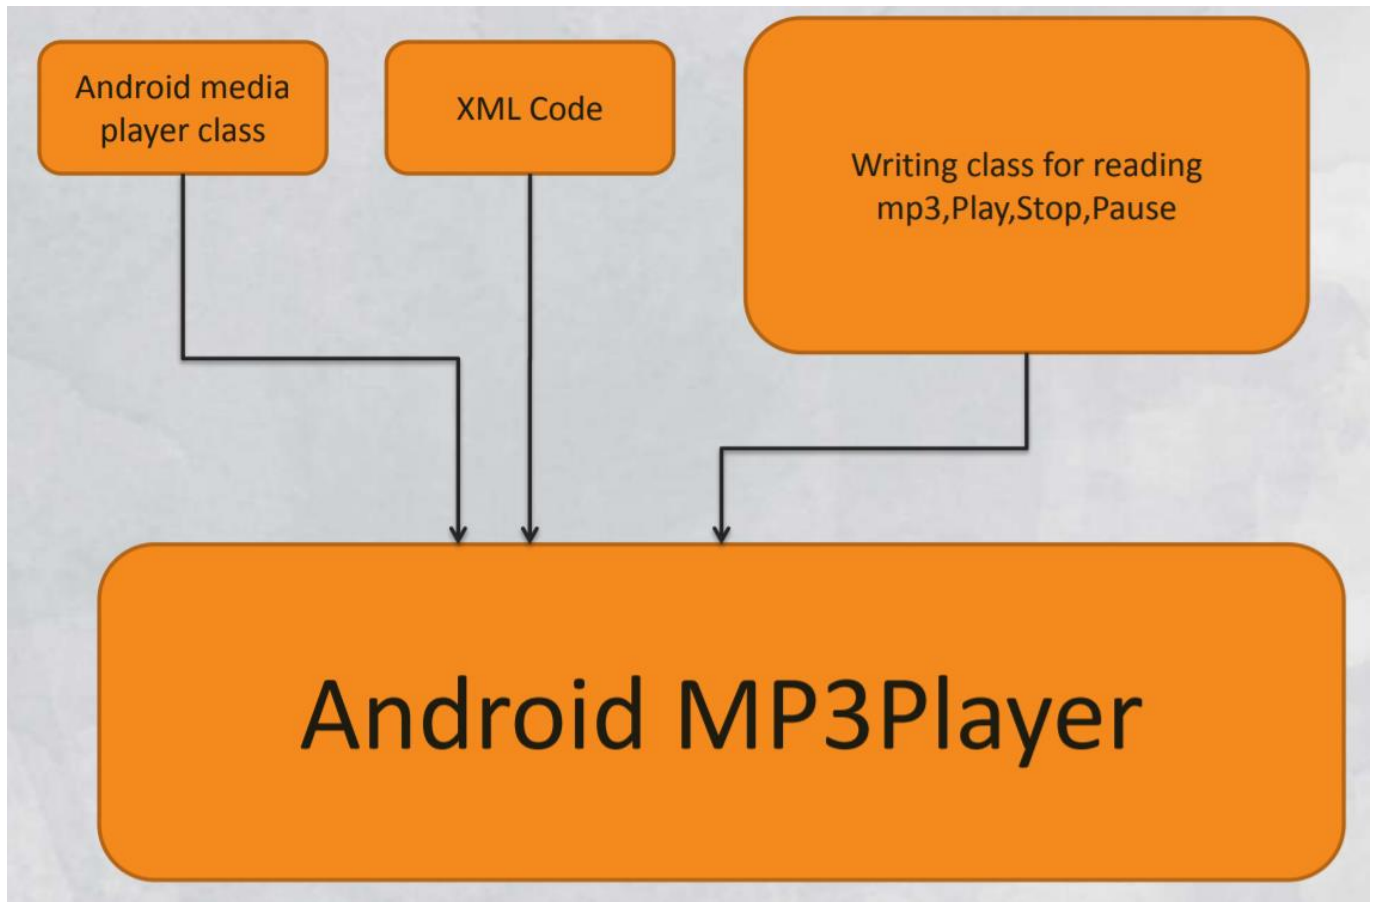 Android media
player class
XML Code
Writing class for reading
mp3,Play,Stop,Pause
Android MP3Player